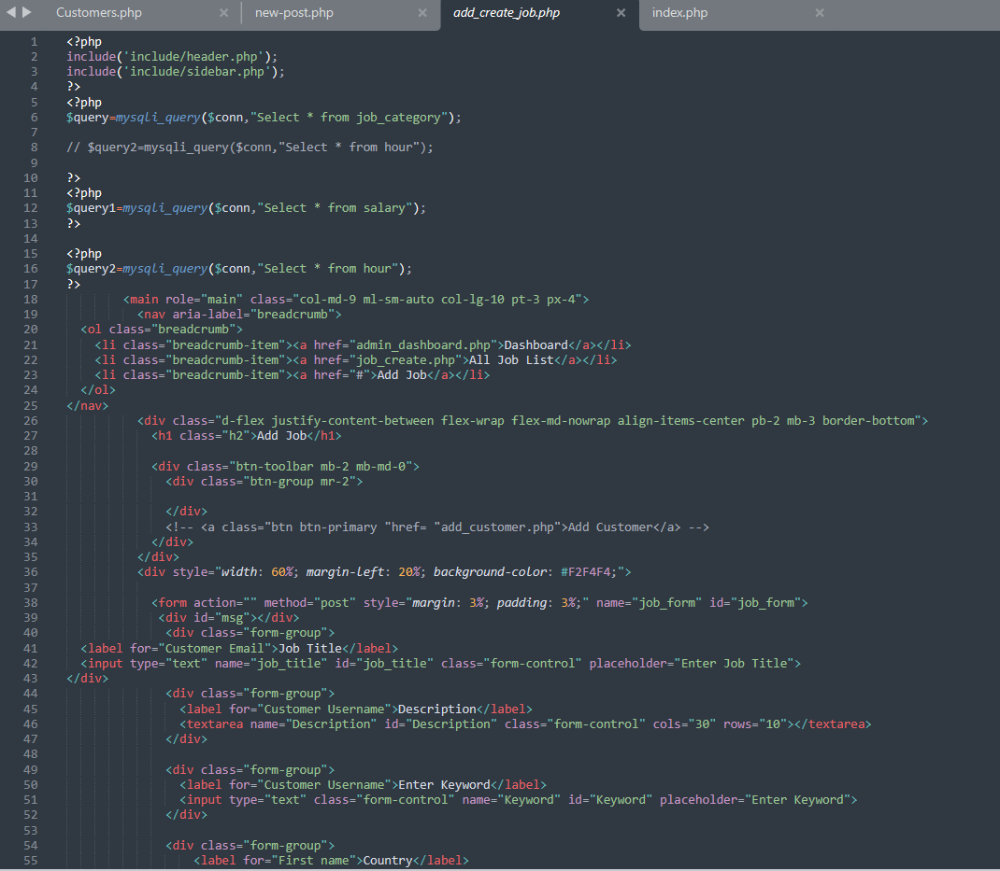 Customers.php × new-post.php × add_create_job.php × index.php ×
1 <?php
2 include('include/header.php');
3 include('include/sidebar.php');
4 ?>
5 <?php
6 $query=mysqli_query($conn,"Select * from job_category");
7
8 // $query2=mysqli_query($conn,"Select * from hour");
9
10 ?>
11 <?php
12 $query1=mysqli_query($conn,"Select * from salary");
13 ?>
14
15 <?php
16 $query2=mysqli_query($conn,"Select * from hour");
17 ?>
18 <main role="main" class="col-md-9 ml-sm-auto col-lg-10 pt-3 px-4">
19 <nav aria-label="breadcrumb">
20 <ol class="breadcrumb">
21 <li class="breadcrumb-item"><a href="admin_dashboard.php">Dashboard</a></li>
22 <li class="breadcrumb-item"><a href="job_create.php">All Job List</a></li>
23 <li class="breadcrumb-item"><a href="#">Add Job</a></li>
24 </ol>
25 </nav>
26 <div class="d-flex justify-content-between flex-wrap flex-md-nowrap align-items-center pb-2 mb-3 border-bottom">
27 <h1 class="h2">Add Job</h1>
28
29 <div class="btn-toolbar mb-2 mb-md-0">
30 <div class="btn-group mr-2">
31
32 </div>
33 <!-- <a class="btn btn-primary "href= "add_customer.php">Add Customer</a> -->
34 </div>
35 </div>
36 <div style="width: 60%; margin-left: 20%; background-color: #F2F4F4;">
37
38 <form action="" method="post" style="margin: 3%; padding: 3%;" name="job_form" id="job_form">
39 <div id="msg"></div>
40 <div class="form-group">
41 <label for="Customer Email">Job Title</label>
42 <input type="text" name="job_title" id="job_title" class="form-control" placeholder="Enter Job Title">
43 </div>
44 <div class="form-group">
45 <label for="Customer Username">Description</label>
46 <textarea name="Description" id="Description" class="form-control" cols="30" rows="10"></textarea>
47 </div>
48
49 <div class="form-group">
50 <label for="Customer Username">Enter Keyword</label>
51 <input type="text" class="form-control" name="Keyword" id="Keyword" placeholder="Enter Keyword">
52 </div>
53
54 <div class="form-group">
55 <label for="First name">Country</label>